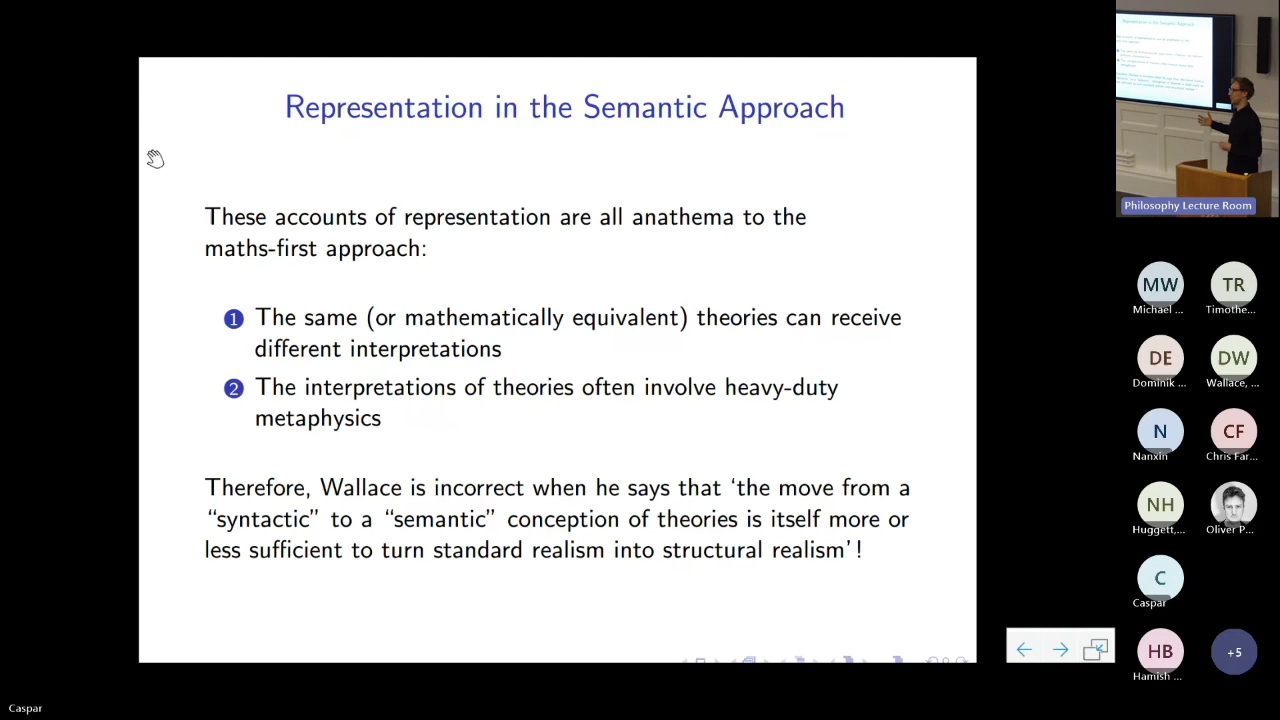 Representation in the Semantic Approach
These accounts of representation are all anathema to the
maths-first approach:
1 The same (or mathematically equivalent) theories can receive
different interpretations
2 The interpretations of theories often involve heavy-duty
metaphysics
Therefore, Wallace is incorrect when he says that ‘the move from a
“syntactic” to a “semantic” conception of theories is itself more or
less sufficient to turn standard realism into structural realism’!
Philosophy Lecture Room
MW
Michael ...
TR
Timothe...
DE
Dominik ...
DW
Wallace, ...
N
Nanxin
CF
Chris Far...
NH
Huggett,...
Oliver P...
C
Caspar
HB
Hamish ...
+5
Caspar